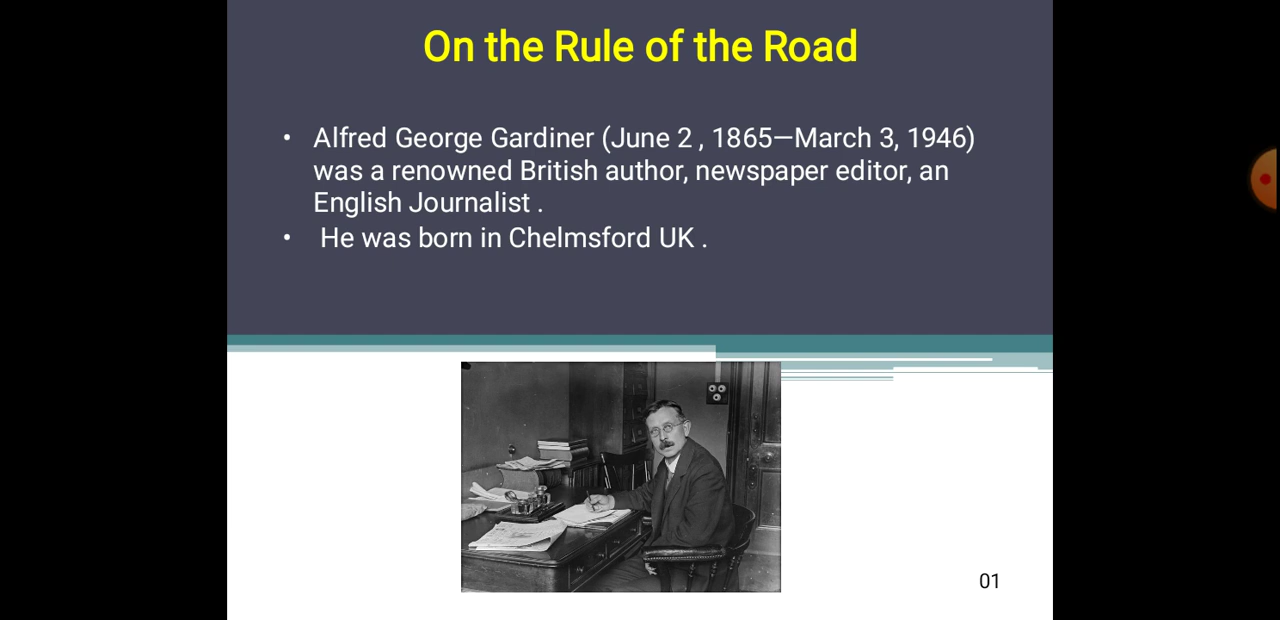 On the Rule of the Road
• Alfred George Gardiner (June 2 , 1865—March 3, 1946)
was a renowned British author, newspaper editor, an
English Journalist .
• He was born in Chelmsford UK .
01